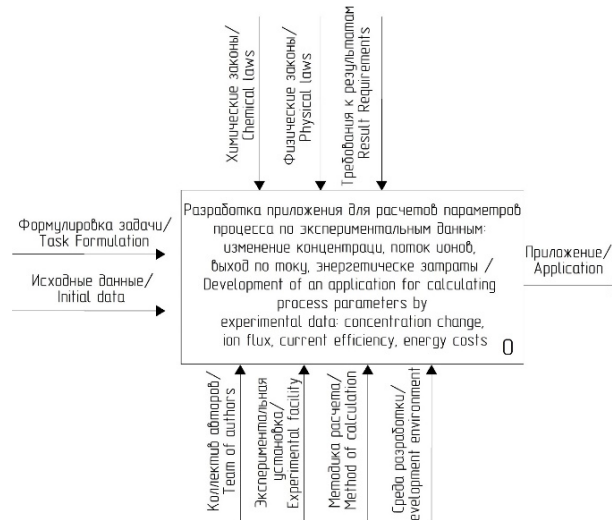 Химические законы/
Chemical laws
Физические законы/
Physical laws
Требования к результатам
Result Requirements
Формулировка задачи/
Task Formulation
Исходные данные/
Initial data
Разработка приложения для расчетов параметров
процесса по экспериментальным данным:
изменение концентраци, поток ионов,
выход по току, энергетическе затраты /
Development of an application for calculating
process parameters by
experimental data: concentration change,
ion flux, current efficiency, energy costs
0
Приложение/
Application
Коллектив авторов/
Team of authors
Экспериментальная
установка/
Experimental facility
Методика расчета/
Method of calculation
Среда разработки/
evelopment environment